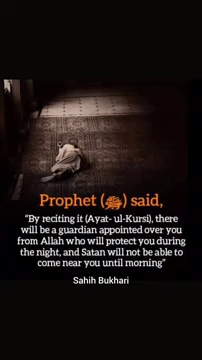 Prophet (ﷺ) said,
“By reciting it (Ayat- ul-Kursi), there
will be a guardian appointed over you
from Allah who will protect you during
the night, and Satan will not be able to
come near you until morning”
Sahih Bukhari